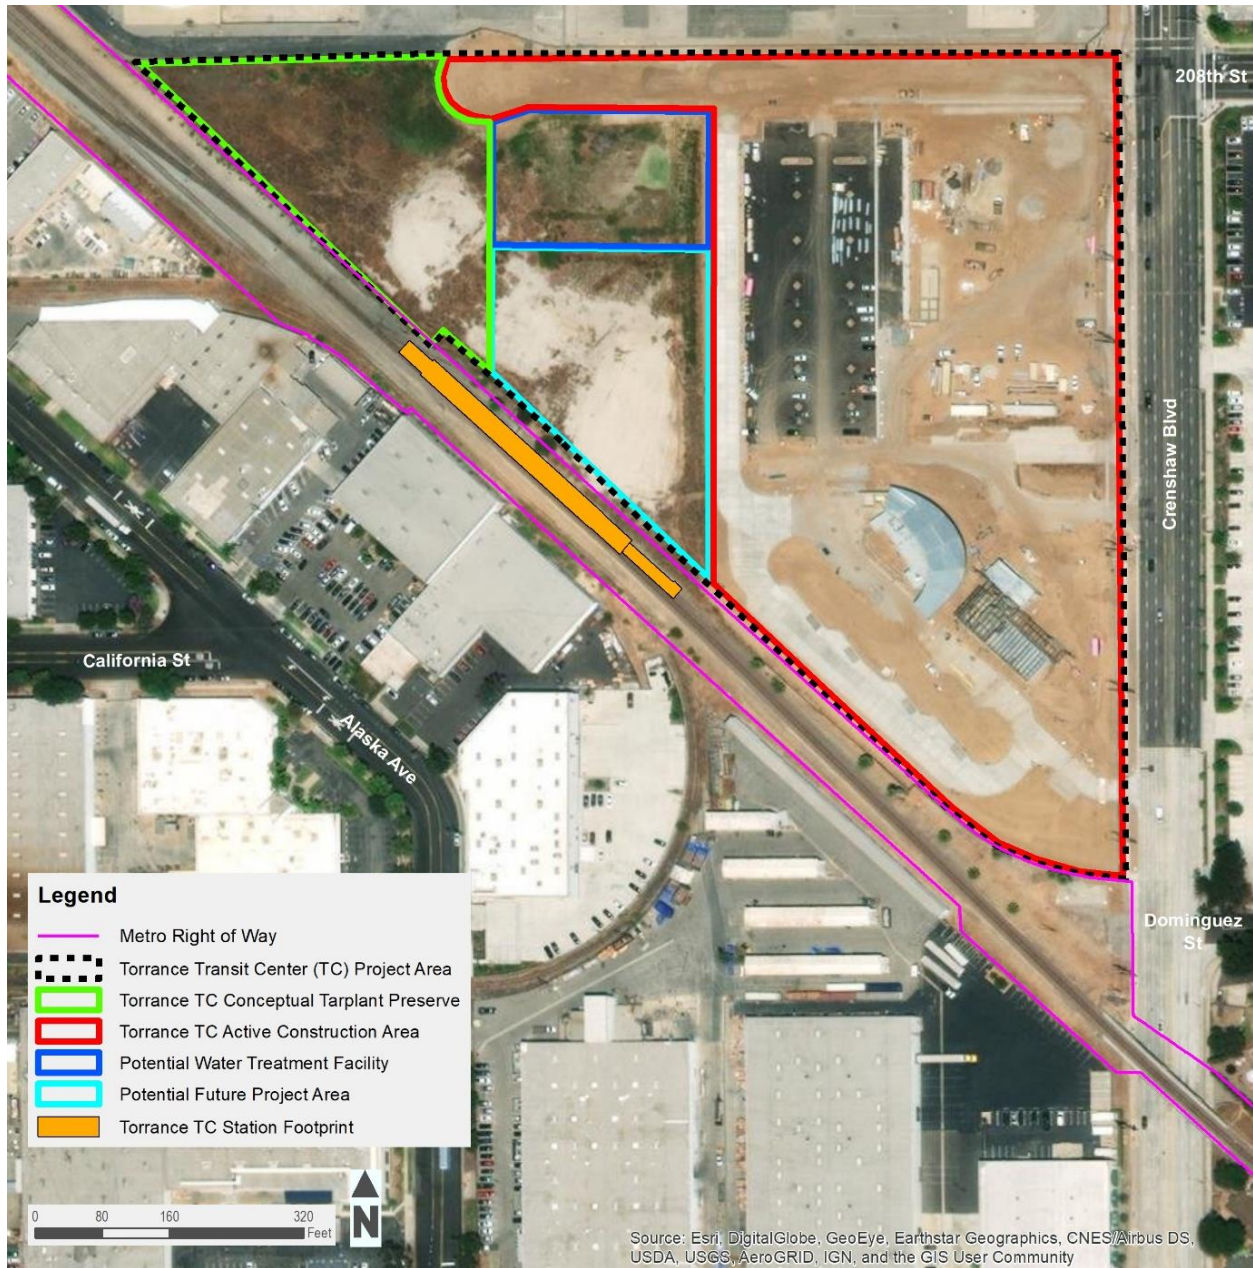 208th St
Crenshaw Blvd
California St
Alaska Ave
Dominguez
St
Legend
Metro Right of Way
Torrance Transit Center (TC) Project Area
Torrance TC Conceptual Tarplant Preserve
Torrance TC Active Construction Area
Potential Water Treatment Facility
Potential Future Project Area
Torrance TC Station Footprint
0 80 160 320
Feet
N
Source: Esri, DigitalGlobe, GeoEye, Earthstar Geographics, CNES/Airbus DS,
USDA, USGS, AeroGRID, IGN, and the GIS User Community